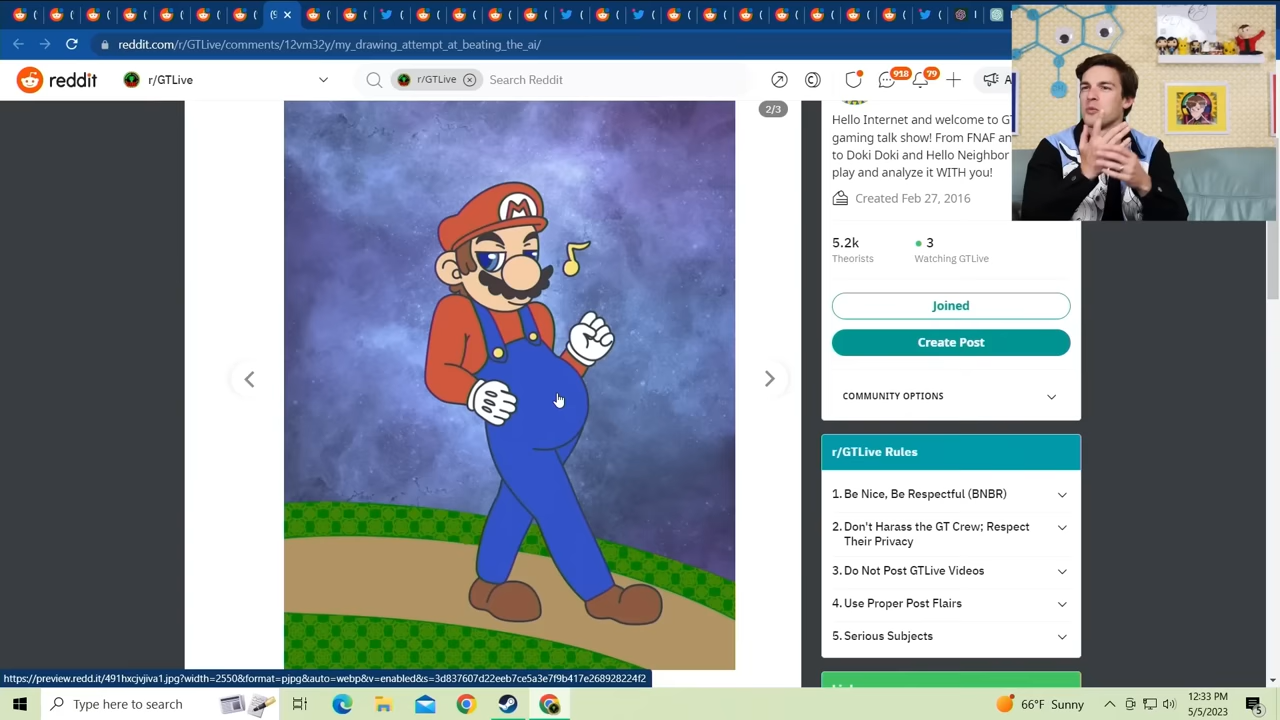 reddit.com/r/GTLive/comments/12vm32y/my_drawing_attempt_at_beating_the_ai/
reddit
r/GTLive
r/GTLive
Search Reddit
918
79
2/3
Hello Internet and welcome to
gaming talk show! From FNAF
to Doki Doki and Hello Neighbor
play and analyze it WITH you!
Created Feb 27, 2016
5.2k
3
Theorists
Watching GTLive
Joined
Create Post
COMMUNITY OPTIONS
r/GTLive Rules
1. Be Nice, Be Respectful (BNBR)
2. Don't Harass the GT Crew; Respect
Their Privacy
3. Do Not Post GTLive Videos
4. Use Proper Post Flairs
5. Serious Subjects
M
https://preview.redd.it/491hxcjvjiva1.jpg?width=2550&format=pjpg&auto=webp&v=enabled&s=3d837607d22eeb7ce5a3e7f9b417e268928224f2
Type here to search
66°F Sunny
12:33 PM
5/5/2023
5